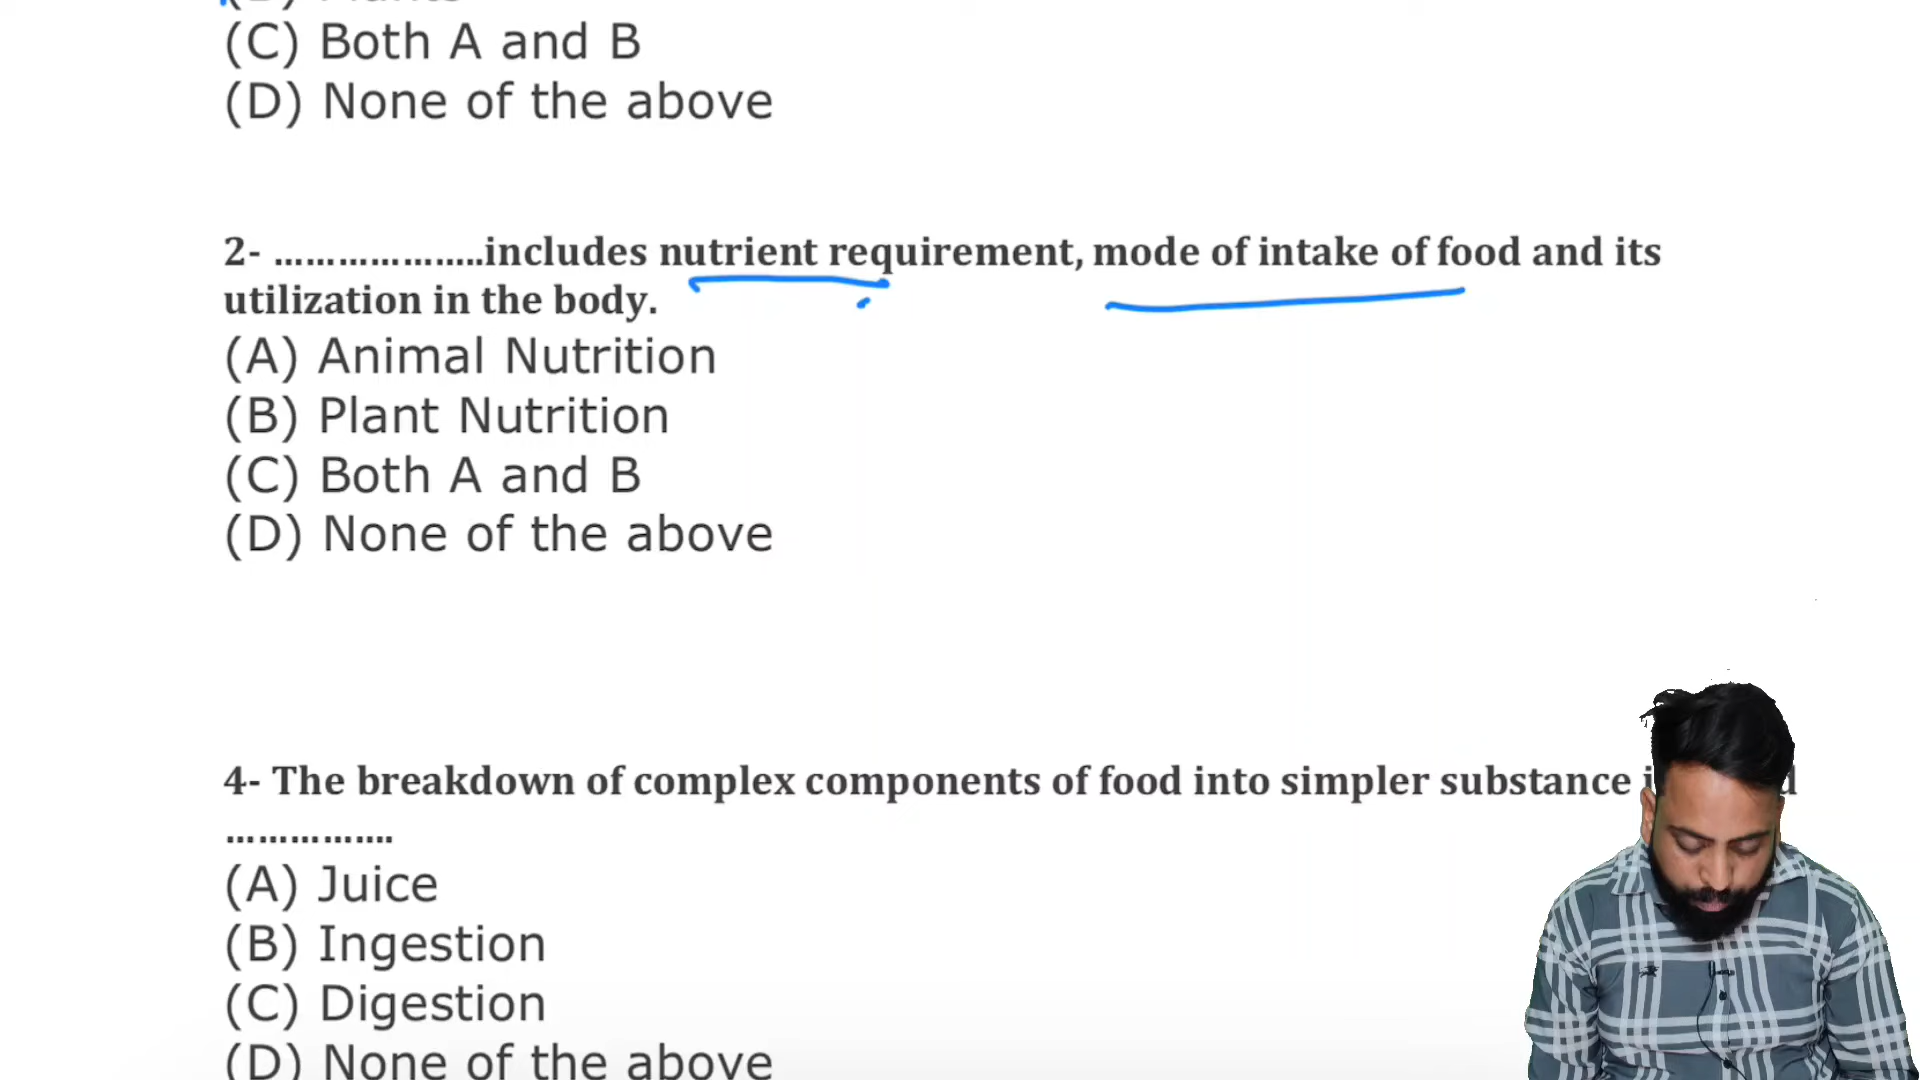 (C) Both A and B
(D) None of the above
2- ....................includes nutrient requirement, mode of intake of food and its
utilization in the body.
(A) Animal Nutrition
(B) Plant Nutrition
(C) Both A and B
(D) None of the above
4- The breakdown of complex components of food into simpler substance
................
(A) Juice
(B) Ingestion
(C) Digestion
(D) None of the above